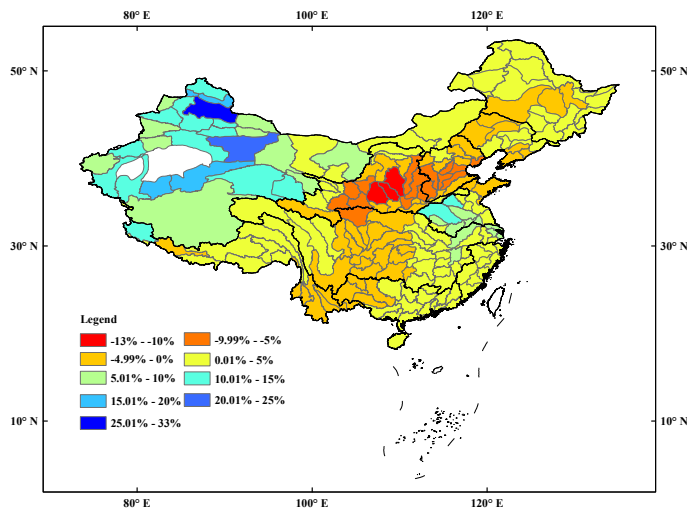 80° E 100° E 120° E
50° N 50° N
30° N 30° N
Legend
-13% - -10% -9.99% - -5%
-4.99% - 0% 0.01% - 5%
5.01% - 10% 10.01% - 15%
15.01% - 20% 20.01% - 25%
25.01% - 33%
10° N 10° N
80° E 100° E 120° E